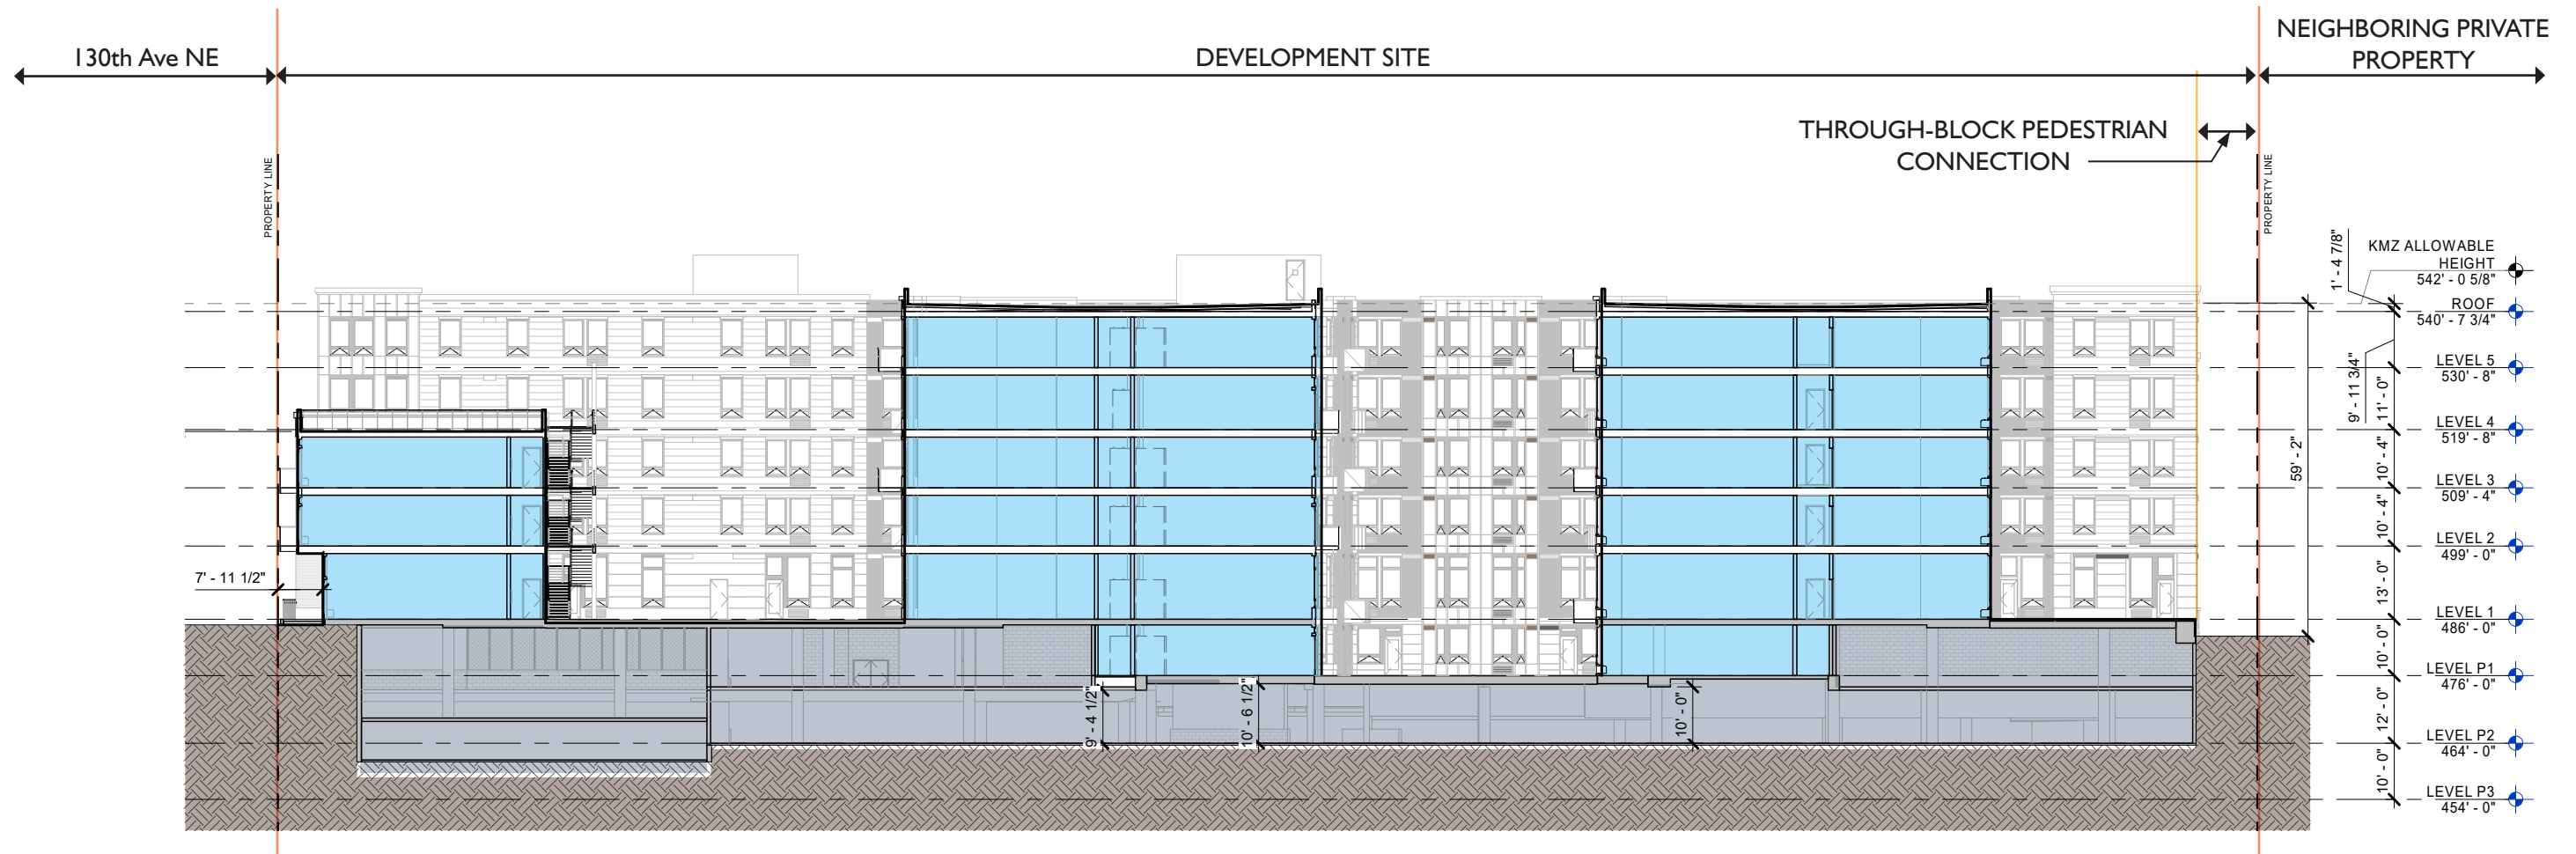 130th Ave NE
DEVELOPMENT SITE
NEIGHBORING PRIVATE
PROPERTY
THROUGH-BLOCK PEDESTRIAN
CONNECTION
PROPERTY LINE
PROPERTY LINE
KMZ ALLOWABLE
HEIGHT
542' - 0 5/8"
1' - 4 7/8"
ROOF
540' - 7 3/4"
9' - 11 3/4"
LEVEL 5
530' - 8"
11' - 0"
LEVEL 4
519' - 8"
10' - 4"
59' - 2"
LEVEL 3
509' - 4"
10' - 4"
LEVEL 2
499' - 0"
7' - 11 1/2"
13' - 0"
LEVEL 1
486' - 0"
10' - 0"
LEVEL P1
476' - 0"
9' - 4 1/2"
10' - 6 1/2"
10' - 0"
12' - 0"
LEVEL P2
464' - 0"
10' - 0"
LEVEL P3
454' - 0"